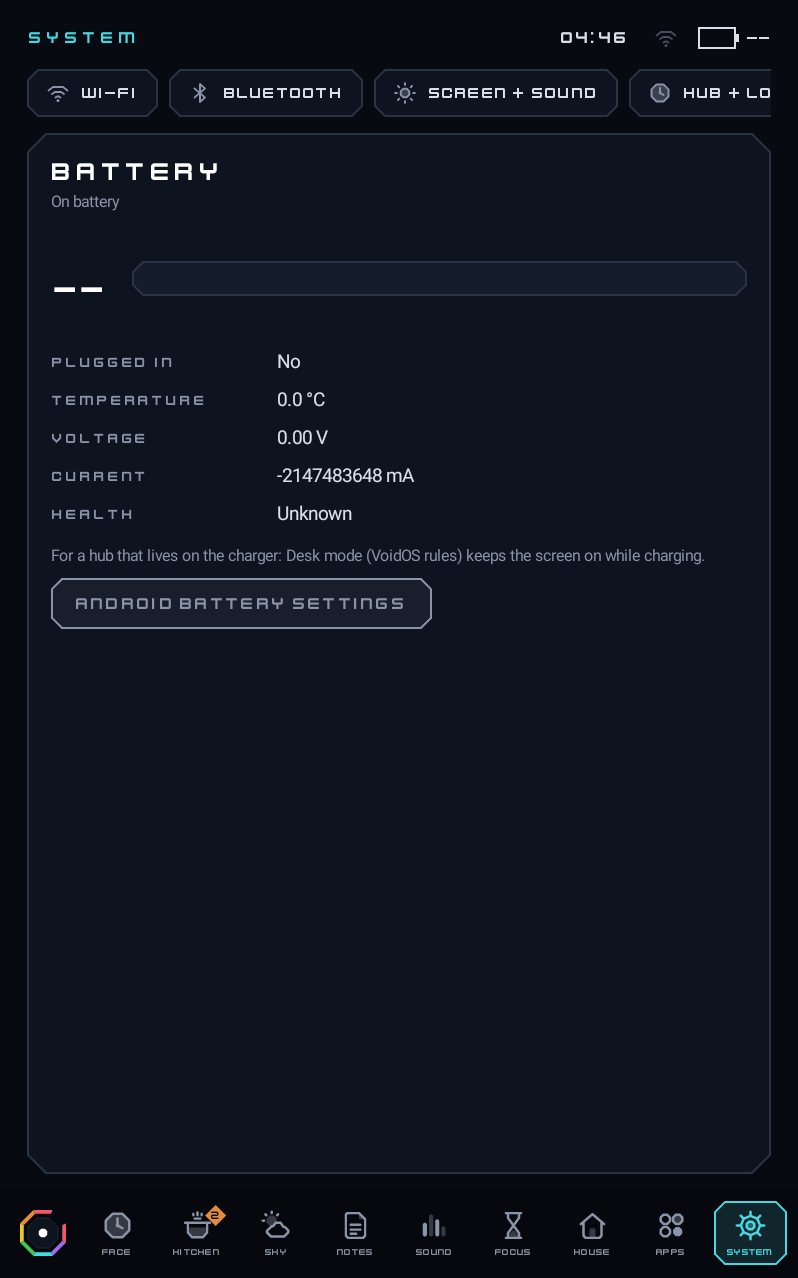 SYSTEM 04:46 --
WI-FI BLUETOOTH SCREEN + SOUND HUB + LO
BATTERY
On battery
--
PLUGGED IN No
TEMPERATURE 0.0 °C
VOLTAGE 0.00 V
CURRENT -2147483648 mA
HEALTH Unknown
For a hub that lives on the charger: Desk mode (VoidOS rules) keeps the screen on while charging.
ANDROID BATTERY SETTINGS
2
FACE KITCHEN SKY NOTES SOUND FOCUS HOUSE APPS SYSTEM